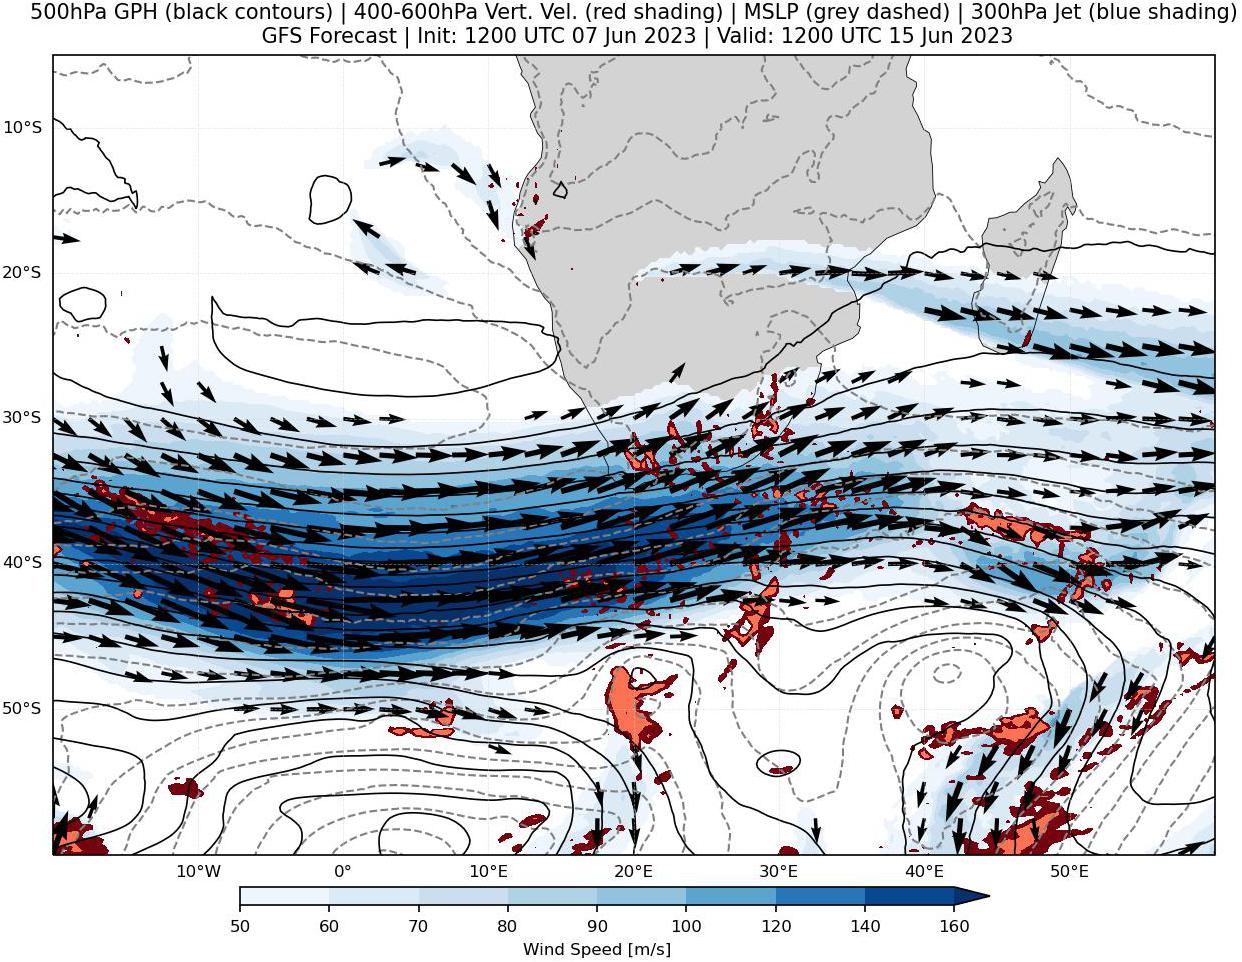 500hPa GPH (black contours) | 400-600hPa Vert. Vel. (red shading) | MSLP (grey dashed) | 300hPa Jet (blue shading)
GFS Forecast | Init: 1200 UTC 07 Jun 2023 | Valid: 1200 UTC 15 Jun 2023
10°S
20°S
30°S
40°S
50°S
10°W 0° 10°E 20°E 30°E 40°E 50°E
50 60 70 80 90 100 120 140 160
Wind Speed [m/s]